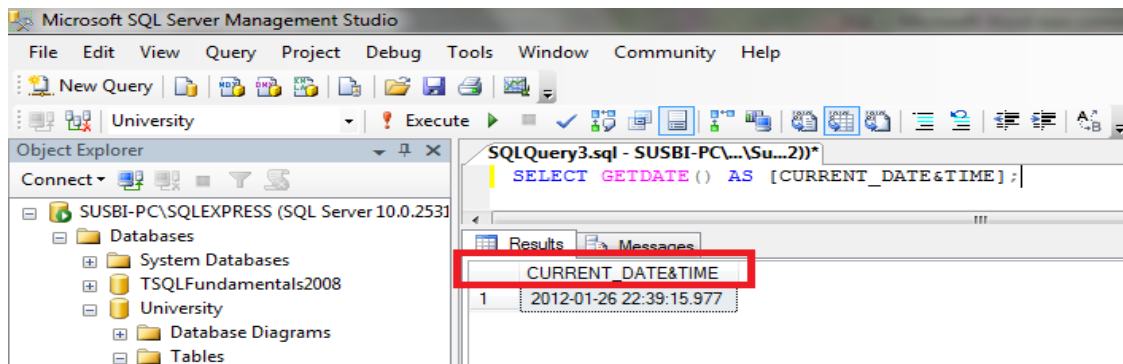 Microsoft SQL Server Management Studio
File Edit View Query Project Debug Tools Window Community Help
New Query
University Execute
Object Explorer
Connect
SUSBI-PC\SQLEXPRESS (SQL Server 10.0.2531
Databases
System Databases
TSQLFundamentals2008
University
Database Diagrams
Tables
SQLQuery3.sql - SUSBI-PC\...\Su...2))*
SELECT GETDATE() AS [CURRENT_DATE&TIME];
Results Messages
CURRENT_DATE&TIME
1 2012-01-26 22:39:15.977